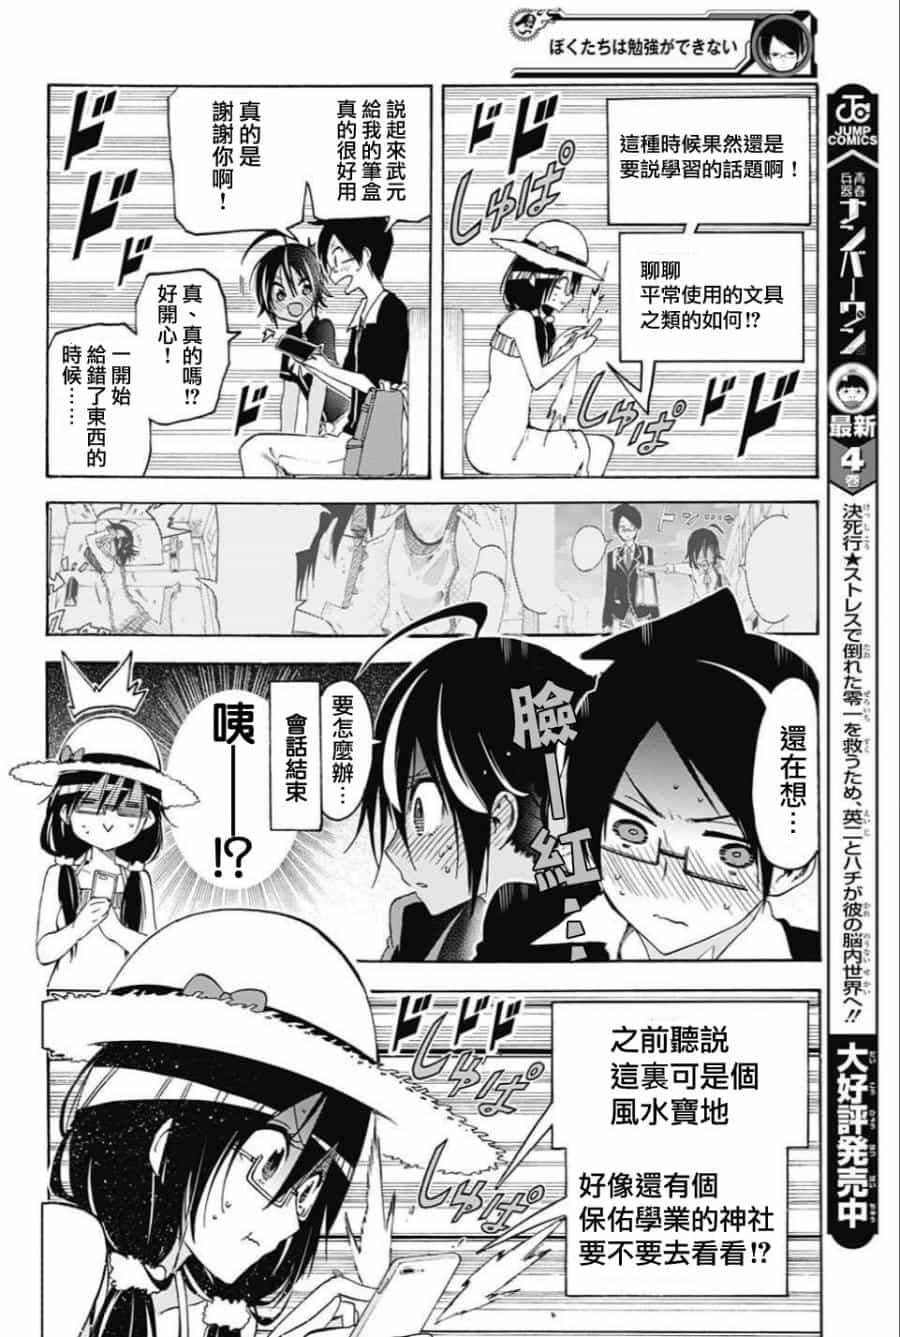 ぼくたちは勉強ができない
這種時候果然還是
要説學習的話題啊！
聊聊
平常使用的文具
之類的如何!?
ドドド
しゅぱ
しゅぱぱ
説起來武元
給我的筆盒
真的很好用
真的是
謝謝你啊！
真、真的嗎!?
好開心！
一開始
給錯了東西的
時候……
ドドド
還在想…
臉—紅…
要怎麼辦…
會話結束
咦——!?
之前聽説
這裏可是個
風水寶地
好像還有個
保佑學業的神社
要不要去看看!?
ドドド
しゅぱぱ
JUMP
COMICS
青春
兵器
ナンバーワン
最新
4
巻
決死行★ストレスで倒れた零一を救うため、英二とハチが彼の脳内世界へ!!
大好評発売中